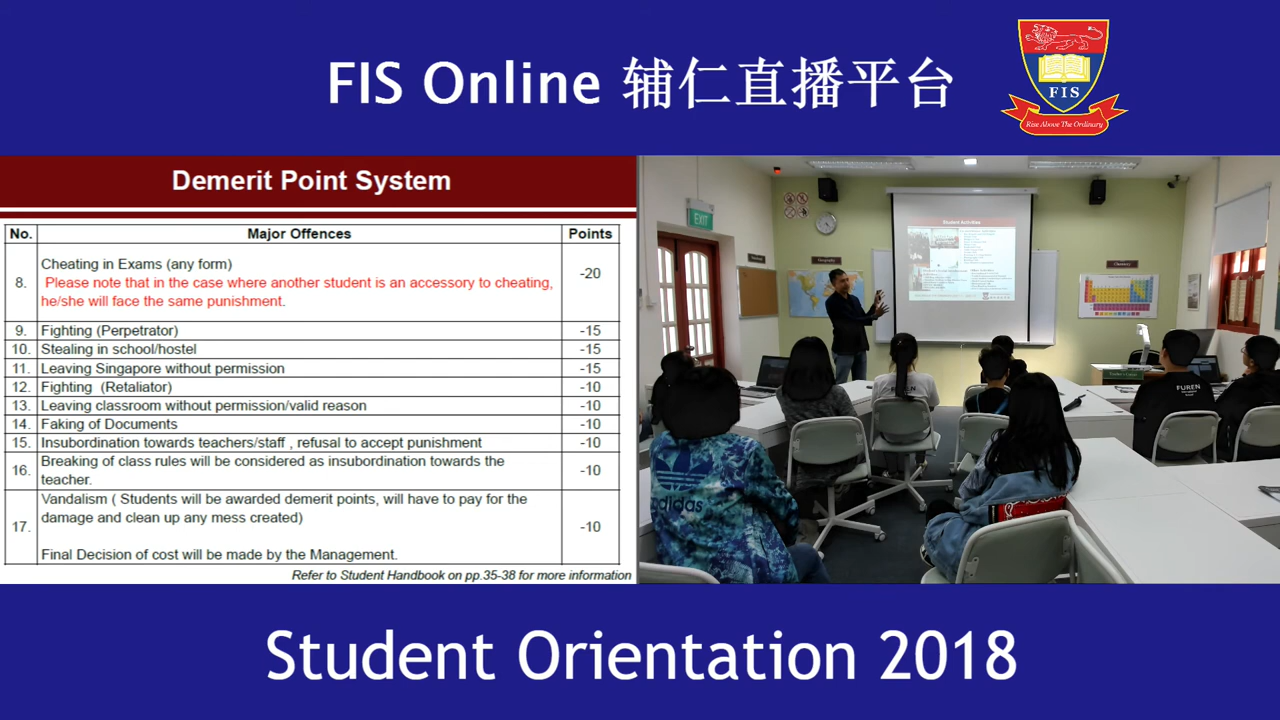 FIS Online 辅仁直播平台
FIS
Rise Above The Ordinary
Demerit Point System
No. Major Offences Points
8. Cheating in Exams (any form) -20
Please note that in the case where another student is an accessory to cheating,
he/she will face the same punishment.
9. Fighting (Perpetrator) -15
10. Stealing in school/hostel -15
11. Leaving Singapore without permission -15
12. Fighting (Retaliator) -10
13. Leaving classroom without permission/valid reason -10
14. Faking of Documents -10
15. Insubordination towards teachers/staff , refusal to accept punishment -10
16. Breaking of class rules will be considered as insubordination towards the
teacher. -10
17. Vandalism ( Students will be awarded demerit points, will have to pay for the
damage and clean up any mess created) -10
Final Decision of cost will be made by the Management.
Refer to Student Handbook on pp.35-38 for more information
EXIT
Student Activities
Geography
Chemistry
FUREN
adidas
Student Orientation 2018